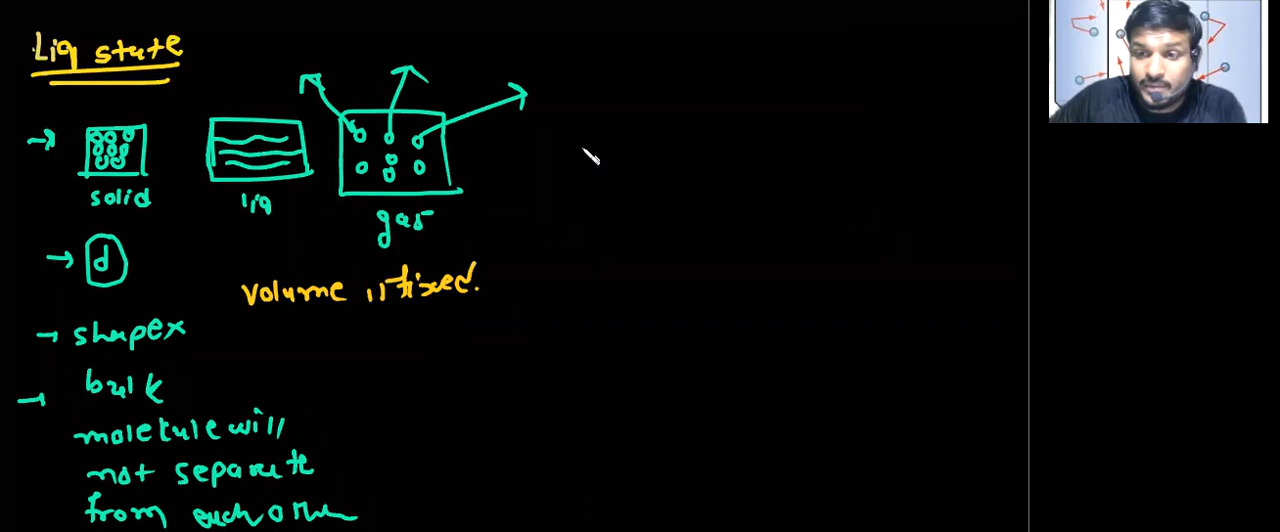 Liq state
solid
liq
gas
d
volume is fixed.
shape x
bulk
molecule will
not separate
from each other